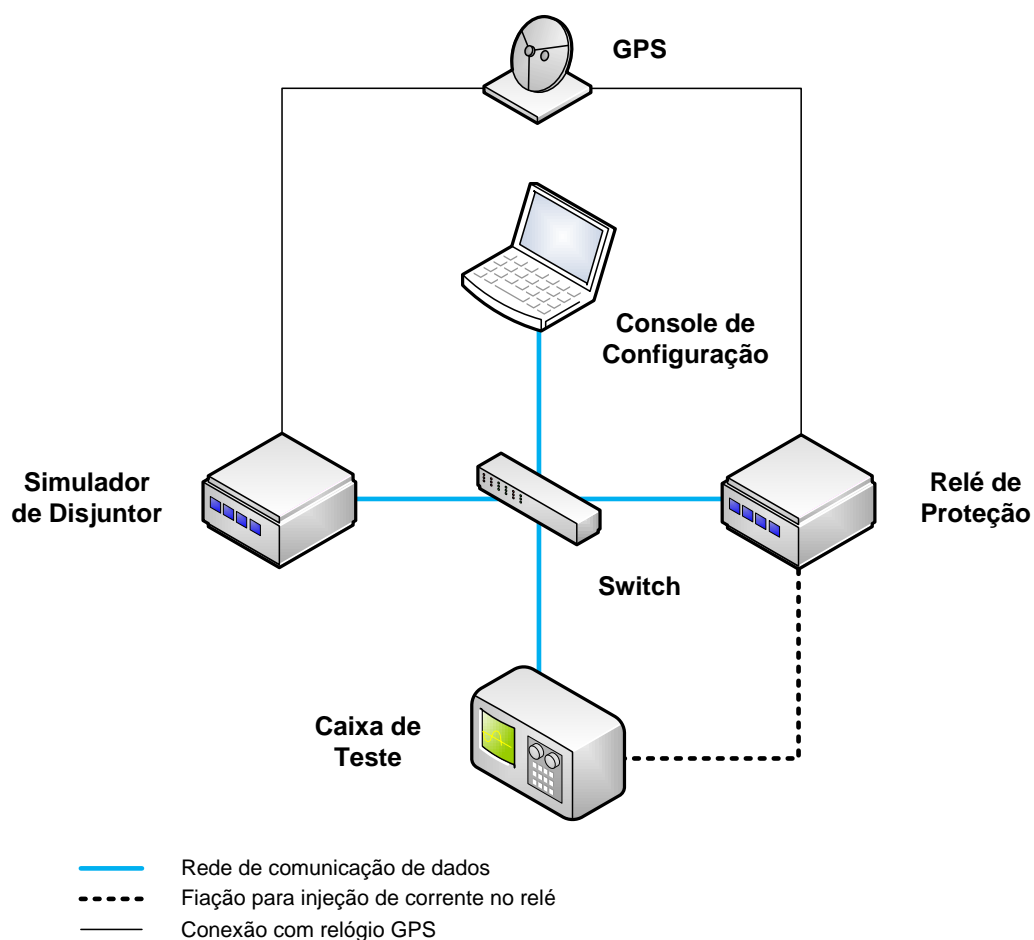 GPS
Console de
Configuração
Simulador
de Disjuntor
Relé de
Proteção
Switch
Caixa de
Teste
Rede de comunicação de dados
Fiação para injeção de corrente no relé
Conexão com relógio GPS